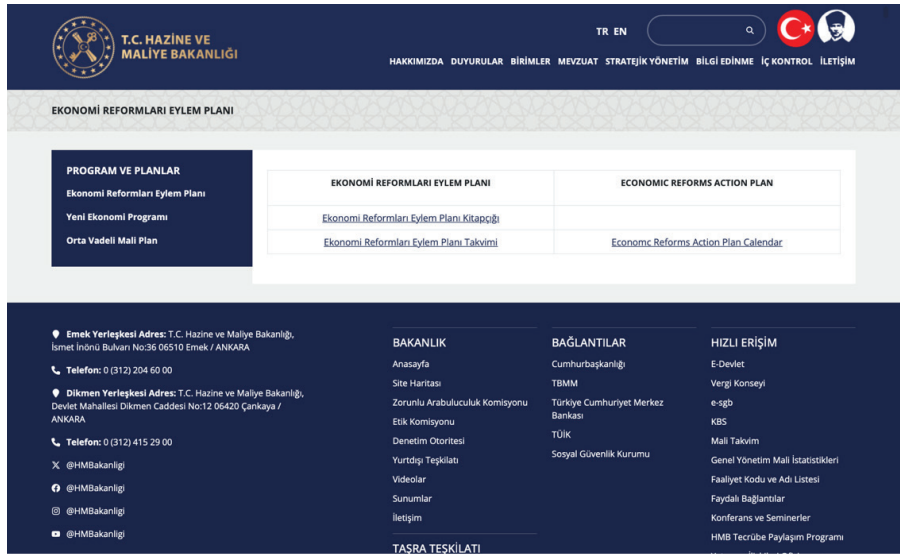 T.C. HAZİNE VE
MALİYE BAKANLIĞI
TR EN
HAKKIMIZDA DUYURULAR BİRİMLER MEVZUAT STRATEJİK YÖNETİM BİLGİ EDİNME İÇ KONTROL İLETİŞİM
EKONOMİ REFORMLARI EYLEM PLANI
PROGRAM VE PLANLAR
Ekonomi Reformları Eylem Planı
Yeni Ekonomi Programı
Orta Vadeli Mali Plan
EKONOMİ REFORMLARI EYLEM PLANI
ECONOMIC REFORMS ACTION PLAN
Ekonomi Reformları Eylem Planı Kitapçığı
Ekonomi Reformları Eylem Planı Takvimi
Economc Reforms Action Plan Calendar
Emek Yerleşkesi Adres: T.C. Hazine ve Maliye Bakanlığı,
İsmet İnönü Bulvarı No:36 06510 Emek / ANKARA
Telefon: 0 (312) 204 60 00
Dikmen Yerleşkesi Adres: T.C. Hazine ve Maliye Bakanlığı,
Devlet Mahallesi Dikmen Caddesi No:12 06420 Çankaya /
ANKARA
Telefon: 0 (312) 415 29 00
@HMBakanligi
@HMBakanligi
@HMBakanligi
@HMBakanligi
BAKANLIK
Anasayfa
Site Haritası
Zorunlu Arabuluculuk Komisyonu
Etik Komisyonu
Denetim Otoritesi
Yurtdışı Teşkilatı
Videolar
Sunumlar
İletişim
TAŞRA TEŞKİLATI
BAĞLANTILAR
Cumhurbaşkanlığı
TBMM
Türkiye Cumhuriyet Merkez
Bankası
TÜİK
Sosyal Güvenlik Kurumu
HIZLI ERİŞİM
E-Devlet
Vergi Konseyi
e-sgb
KBS
Mali Takvim
Genel Yönetim Mali İstatistikleri
Faaliyet Kodu ve Adı Listesi
Faydalı Bağlantılar
Konferans ve Seminerler
HMB Tecrübe Paylaşım Programı